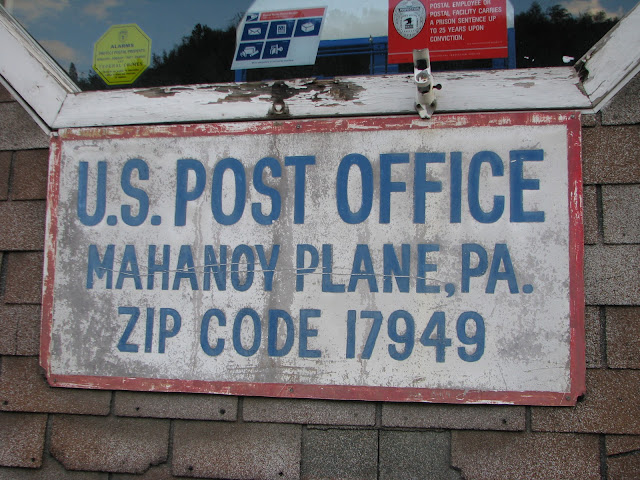 ALARMA
POSTAL EMPLOYEE OR
POSTAL FACILITY CARRIES
A PRISON SENTENCE UP
TO 25 YEARS UPON
CONVICTION.
U.S. POST OFFICE
MAHANOY PLANE, PA.
ZIP CODE 17949